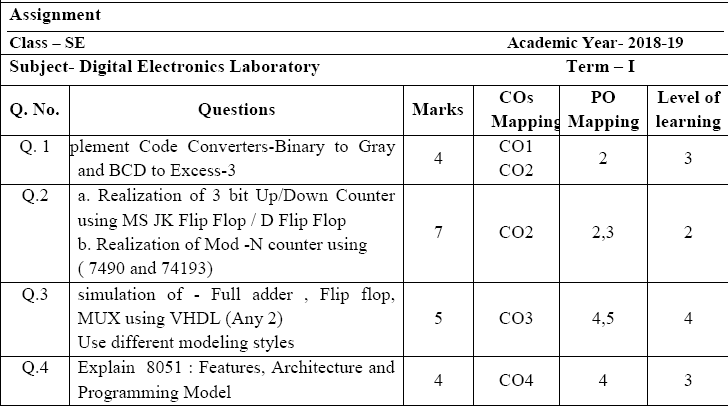 Assignment
Class – SE Academic Year- 2018-19
Subject- Digital Electronics Laboratory Term – I
Q. No. Questions Marks COs Mapping PO Mapping Level of learning
Q. 1 plement Code Converters-Binary to Gray and BCD to Excess-3 4 CO1 CO2 2 3
Q.2 a. Realization of 3 bit Up/Down Counter
using MS JK Flip Flop / D Flip Flop
b. Realization of Mod -N counter using
( 7490 and 74193) 7 CO2 2,3 2
Q.3 simulation of - Full adder , Flip flop,
MUX using VHDL (Any 2)
Use different modeling styles 5 CO3 4,5 4
Q.4 Explain 8051 : Features, Architecture and
Programming Model 4 CO4 4 3